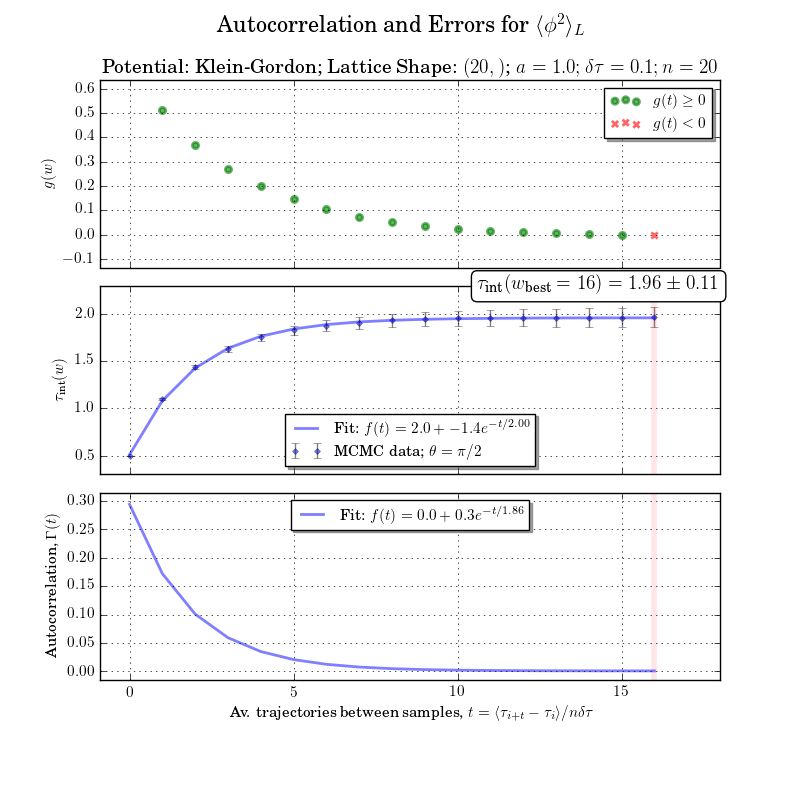 Autocorrelation and Errors for ⟨ϕ²⟩_L
Potential: Klein-Gordon; Lattice Shape: (20, ); a = 1.0; δτ = 0.1; n = 20
g(w)
0.6
0.5
0.4
0.3
0.2
0.1
0.0
−0.1
g(t) ≥ 0
g(t) < 0
τ_int(w_best = 16) = 1.96 ± 0.11
τ_int(w)
2.0
1.5
1.0
0.5
Fit: f(t) = 2.0 + −1.4e^{−t/2.00}
MCMC data; θ = π/2
Autocorrelation, Γ(t)
0.30
0.25
0.20
0.15
0.10
0.05
0.00
Fit: f(t) = 0.0 + 0.3e^{−t/1.86}
0 5 10 15
Av. trajectories between samples, t = ⟨τ_{i+t} − τ_i⟩/nδτ